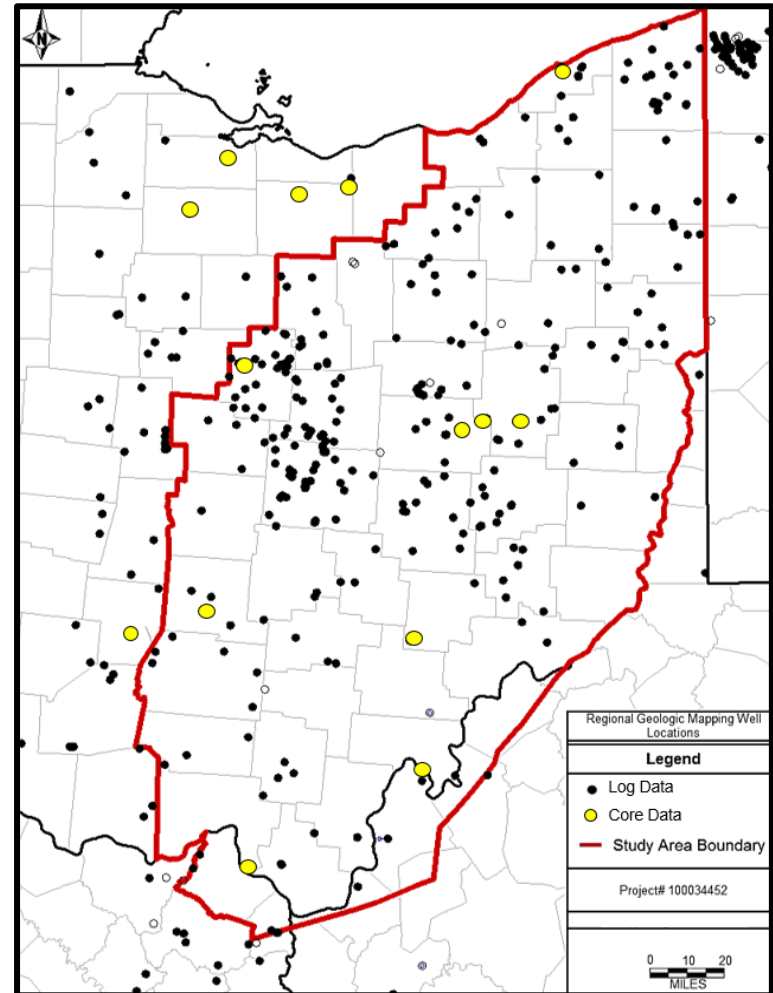 N
Regional Geologic Mapping Well
Locations
Legend
Log Data
Core Data
Study Area Boundary
Project# 100034452
0 10 20
MILES